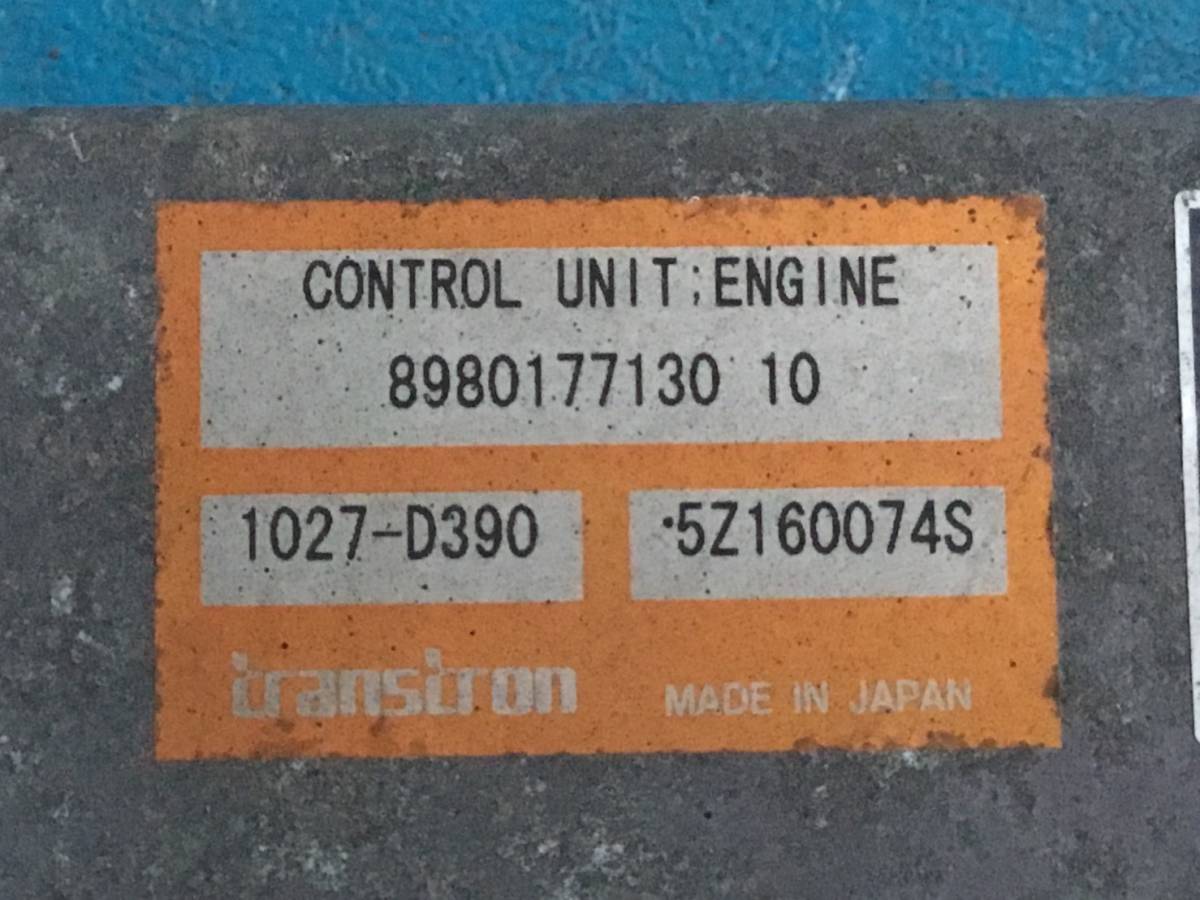 CONTROL UNIT;ENGINE
8980177130 10
1027-D390 5Z160074S
transtron MADE IN JAPAN